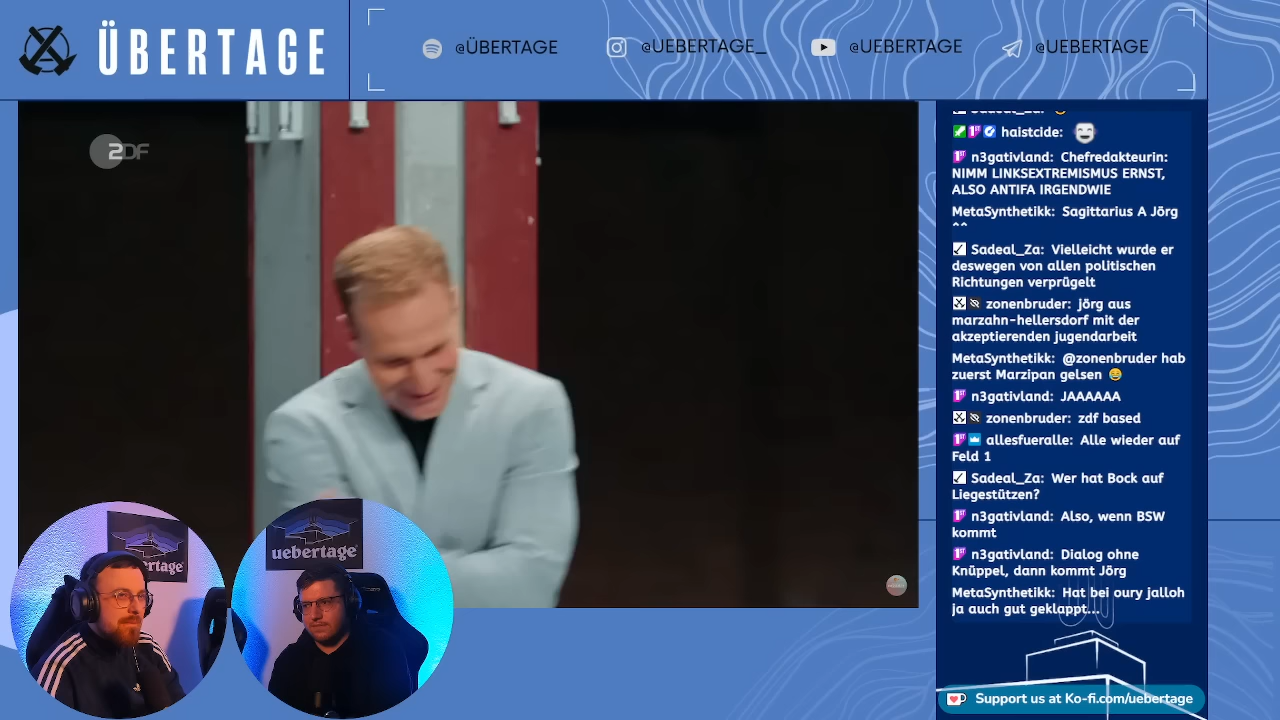 ÜBERTAGE
@ÜBERTAGE
@UEBERTAGE_
@UEBERTAGE
@UEBERTAGE
ZDF
haistcide:
n3gativland: Chefredakteurin:
NIMM LINKSEXTREMISMUS ERNST,
ALSO ANTIFA IRGENDWIE
MetaSynthetikk: Sagittarius A Jörg
^^
Sadeal_Za: Vielleicht wurde er
deswegen von allen politischen
Richtungen verprügelt
zonenbruder: jörg aus
marzahn-hellersdorf mit der
akzeptierenden jugendarbeit
MetaSynthetikk: @zonenbruder hab
zuerst Marzipan gelsen
n3gativland: JAAAAAA
zonenbruder: zdf based
allesfueralle: Alle wieder auf
Feld 1
Sadeal_Za: Wer hat Bock auf
Liegestützen?
n3gativland: Also, wenn BSW
kommt
n3gativland: Dialog ohne
Knüppel, dann kommt Jörg
MetaSynthetikk: Hat bei oury jalloh
ja auch gut geklappt...
uebertage
Support us at Ko-fi.com/uebertage